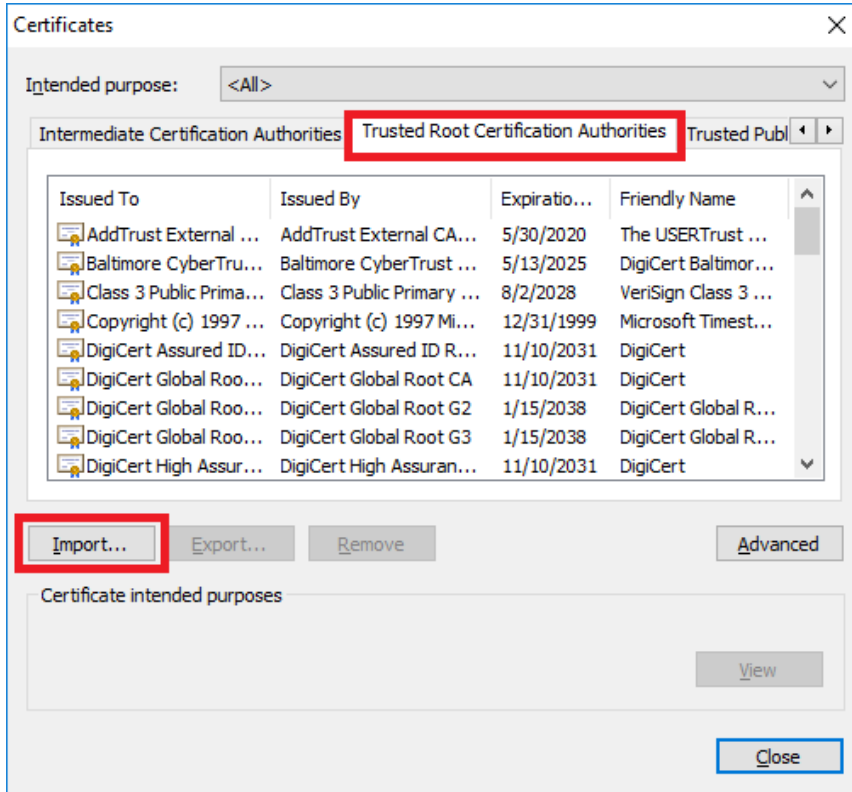 Certificates
Intended purpose: <All>
Intermediate Certification Authorities Trusted Root Certification Authorities Trusted Publ
Issued To Issued By Expiratio... Friendly Name
AddTrust External ... AddTrust External CA... 5/30/2020 The USERTrust ...
Baltimore CyberTru... Baltimore CyberTrust ... 5/13/2025 DigiCert Baltimor...
Class 3 Public Prima... Class 3 Public Primary ... 8/2/2028 VeriSign Class 3 ...
Copyright (c) 1997 ... Copyright (c) 1997 Mi... 12/31/1999 Microsoft Timest...
DigiCert Assured ID... DigiCert Assured ID R... 11/10/2031 DigiCert
DigiCert Global Roo... DigiCert Global Root CA 11/10/2031 DigiCert
DigiCert Global Roo... DigiCert Global Root G2 1/15/2038 DigiCert Global R...
DigiCert Global Roo... DigiCert Global Root G3 1/15/2038 DigiCert Global R...
DigiCert High Assur... DigiCert High Assuran... 11/10/2031 DigiCert
Import... Export... Remove Advanced
Certificate intended purposes
View
Close